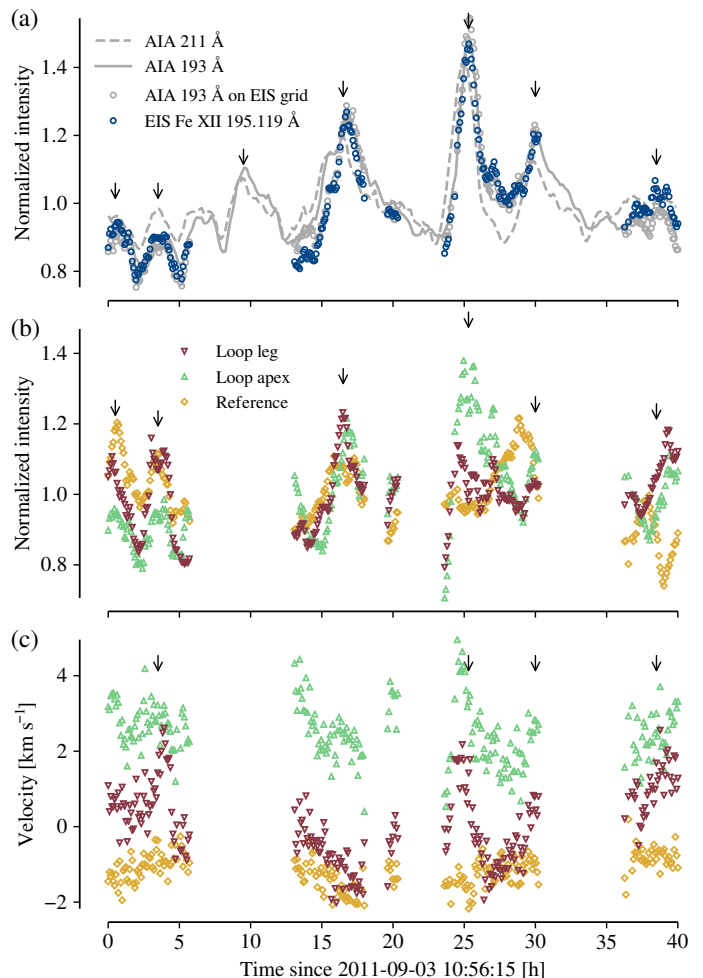 (a)
AIA 211 Å
AIA 193 Å
AIA 193 Å on EIS grid
EIS Fe XII 195.119 Å
Normalized intensity
1.4
1.2
1.0
0.8
(b)
Loop leg
Loop apex
Reference
Normalized intensity
1.4
1.2
1.0
0.8
(c)
Velocity [km s⁻¹]
4
2
0
−2
0 5 10 15 20 25 30 35 40
Time since 2011-09-03 10:56:15 [h]